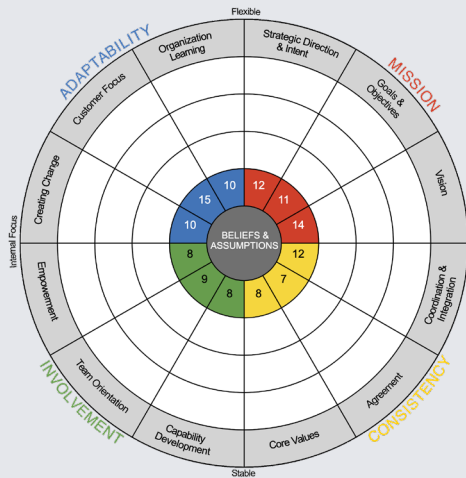 Flexible
ADAPTABILITY
Organization
Learning
Strategic Direction
& Intent
MISSION
Customer Focus
Goals &
Objectives
Creating Change
Vision
Internal Focus
10
12
15
11
10
14
BELIEFS &
ASSUMPTIONS
8
12
9
7
8
8
Empowerment
Coordination &
Integration
Team Orientation
Agreement
INVOLVEMENT
Capability
Development
Core Values
CONSISTENCY
Stable